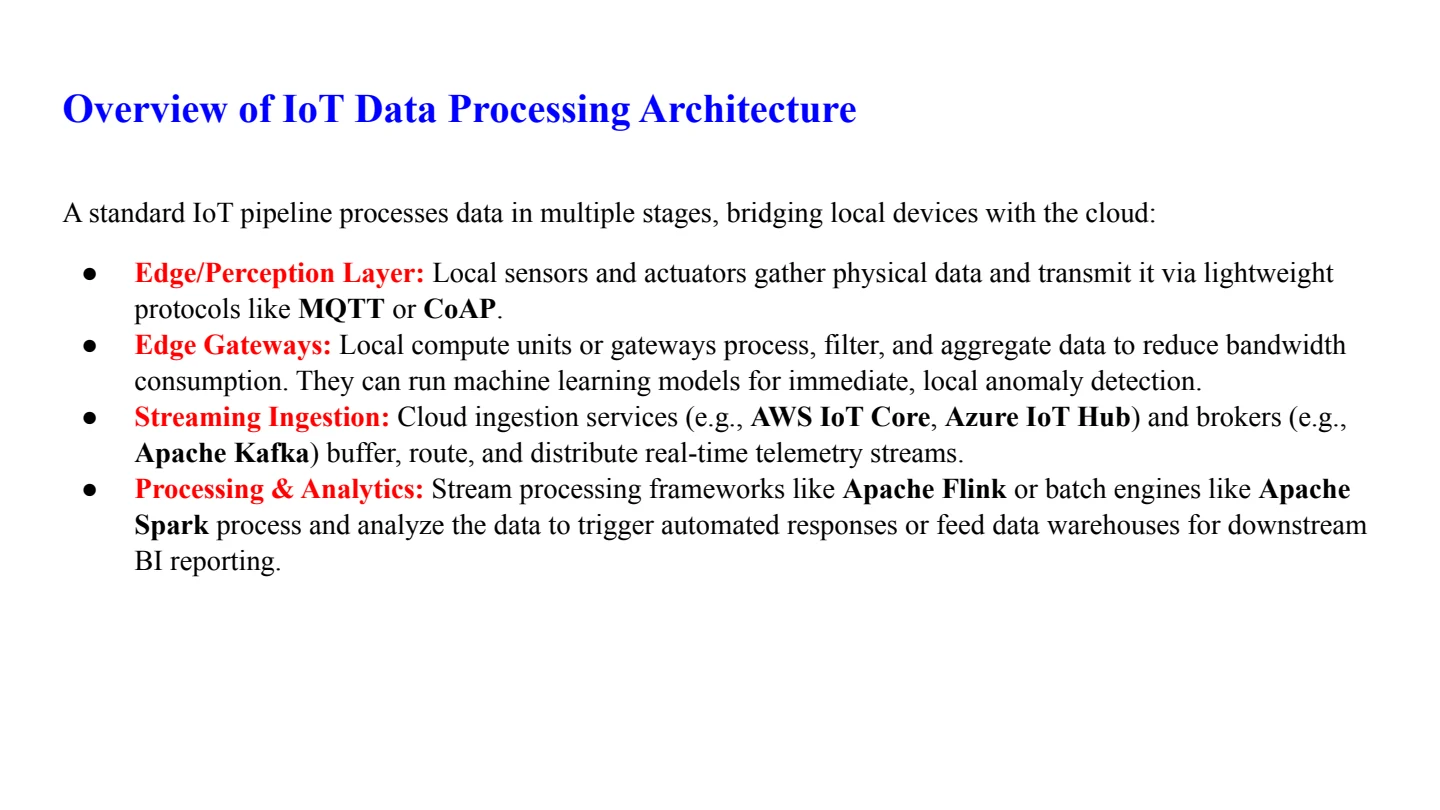 Overview of IoT Data Processing Architecture
A standard IoT pipeline processes data in multiple stages, bridging local devices with the cloud:
● Edge/Perception Layer: Local sensors and actuators gather physical data and transmit it via lightweight
protocols like MQTT or CoAP.
● Edge Gateways: Local compute units or gateways process, filter, and aggregate data to reduce bandwidth
consumption. They can run machine learning models for immediate, local anomaly detection.
● Streaming Ingestion: Cloud ingestion services (e.g., AWS IoT Core, Azure IoT Hub) and brokers (e.g.,
Apache Kafka) buffer, route, and distribute real-time telemetry streams.
● Processing & Analytics: Stream processing frameworks like Apache Flink or batch engines like Apache
Spark process and analyze the data to trigger automated responses or feed data warehouses for downstream
BI reporting.